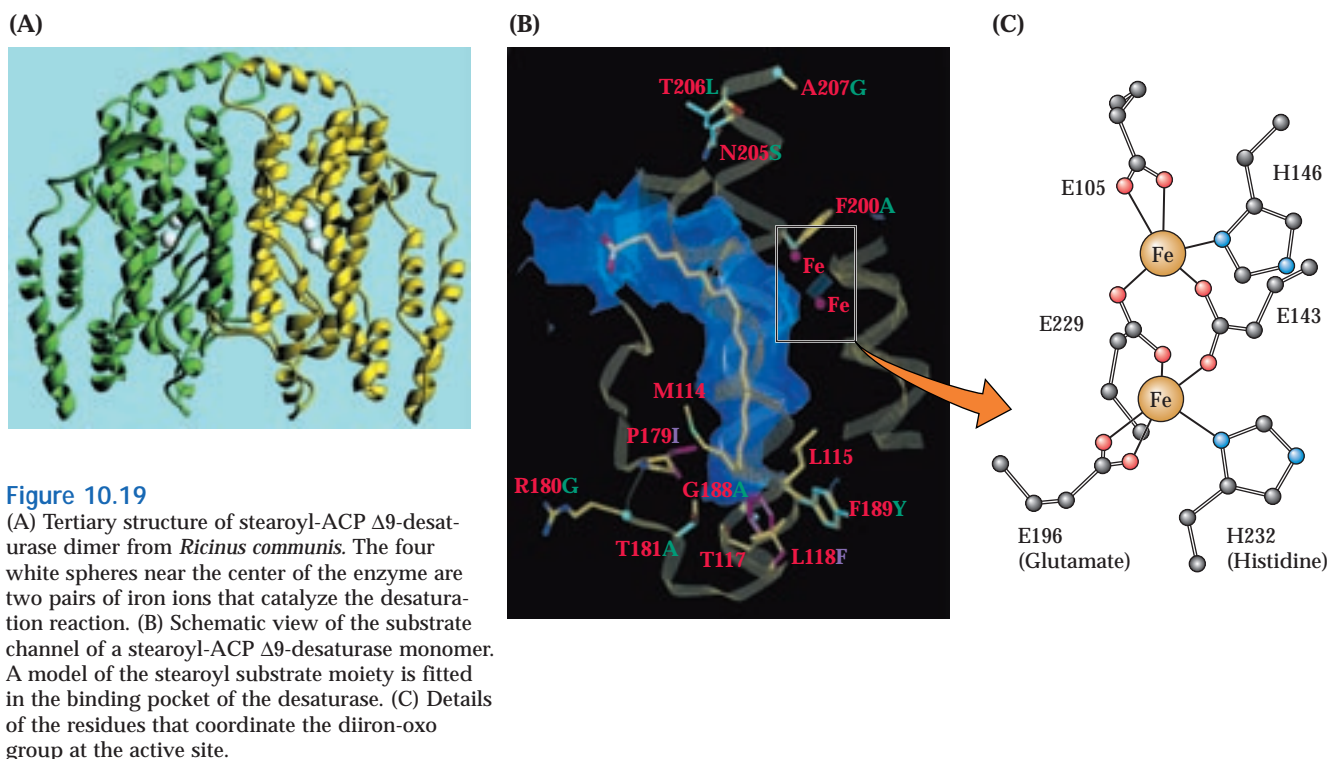 (A)
(B)
(C)
T206L
A207G
N205S
F200A
Fe
Fe
M114
P179I
L115
R180G
G188A
F189Y
T181A
T117
L118F
E105
H146
Fe
E229
E143
Fe
E196
(Glutamate)
H232
(Histidine)
Figure 10.19
(A) Tertiary structure of stearoyl-ACP Δ9-desat-
urase dimer from Ricinus communis. The four
white spheres near the center of the enzyme are
two pairs of iron ions that catalyze the desatura-
tion reaction. (B) Schematic view of the substrate
channel of a stearoyl-ACP Δ9-desaturase monomer.
A model of the stearoyl substrate moiety is fitted
in the binding pocket of the desaturase. (C) Details
of the residues that coordinate the diiron-oxo
group at the active site.